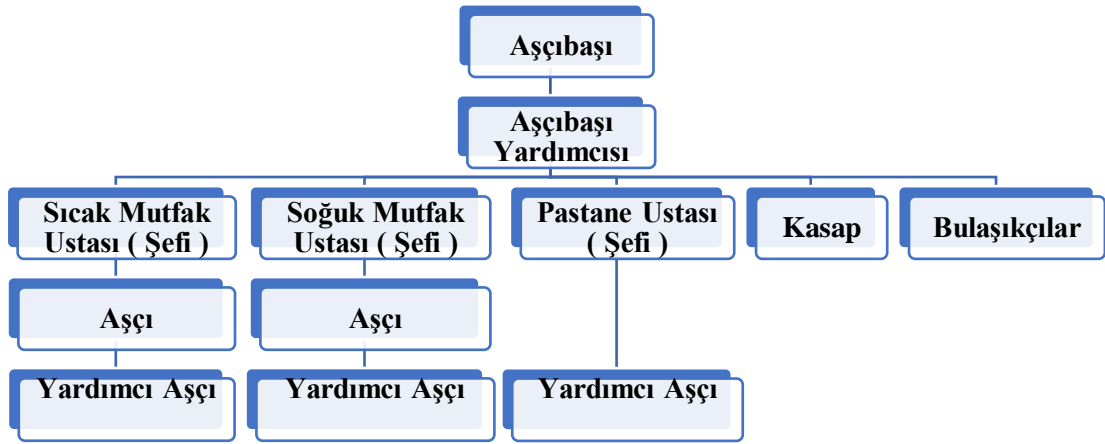 Aşçıbaşı
Aşçıbaşı
Yardımcısı
Sıcak Mutfak
Ustası ( Şefi )
Soğuk Mutfak
Ustası ( Şefi )
Pastane Ustası
( Şefi )
Kasap
Bulaşıkçılar
Aşçı
Aşçı
Yardımcı Aşçı
Yardımcı Aşçı
Yardımcı Aşçı